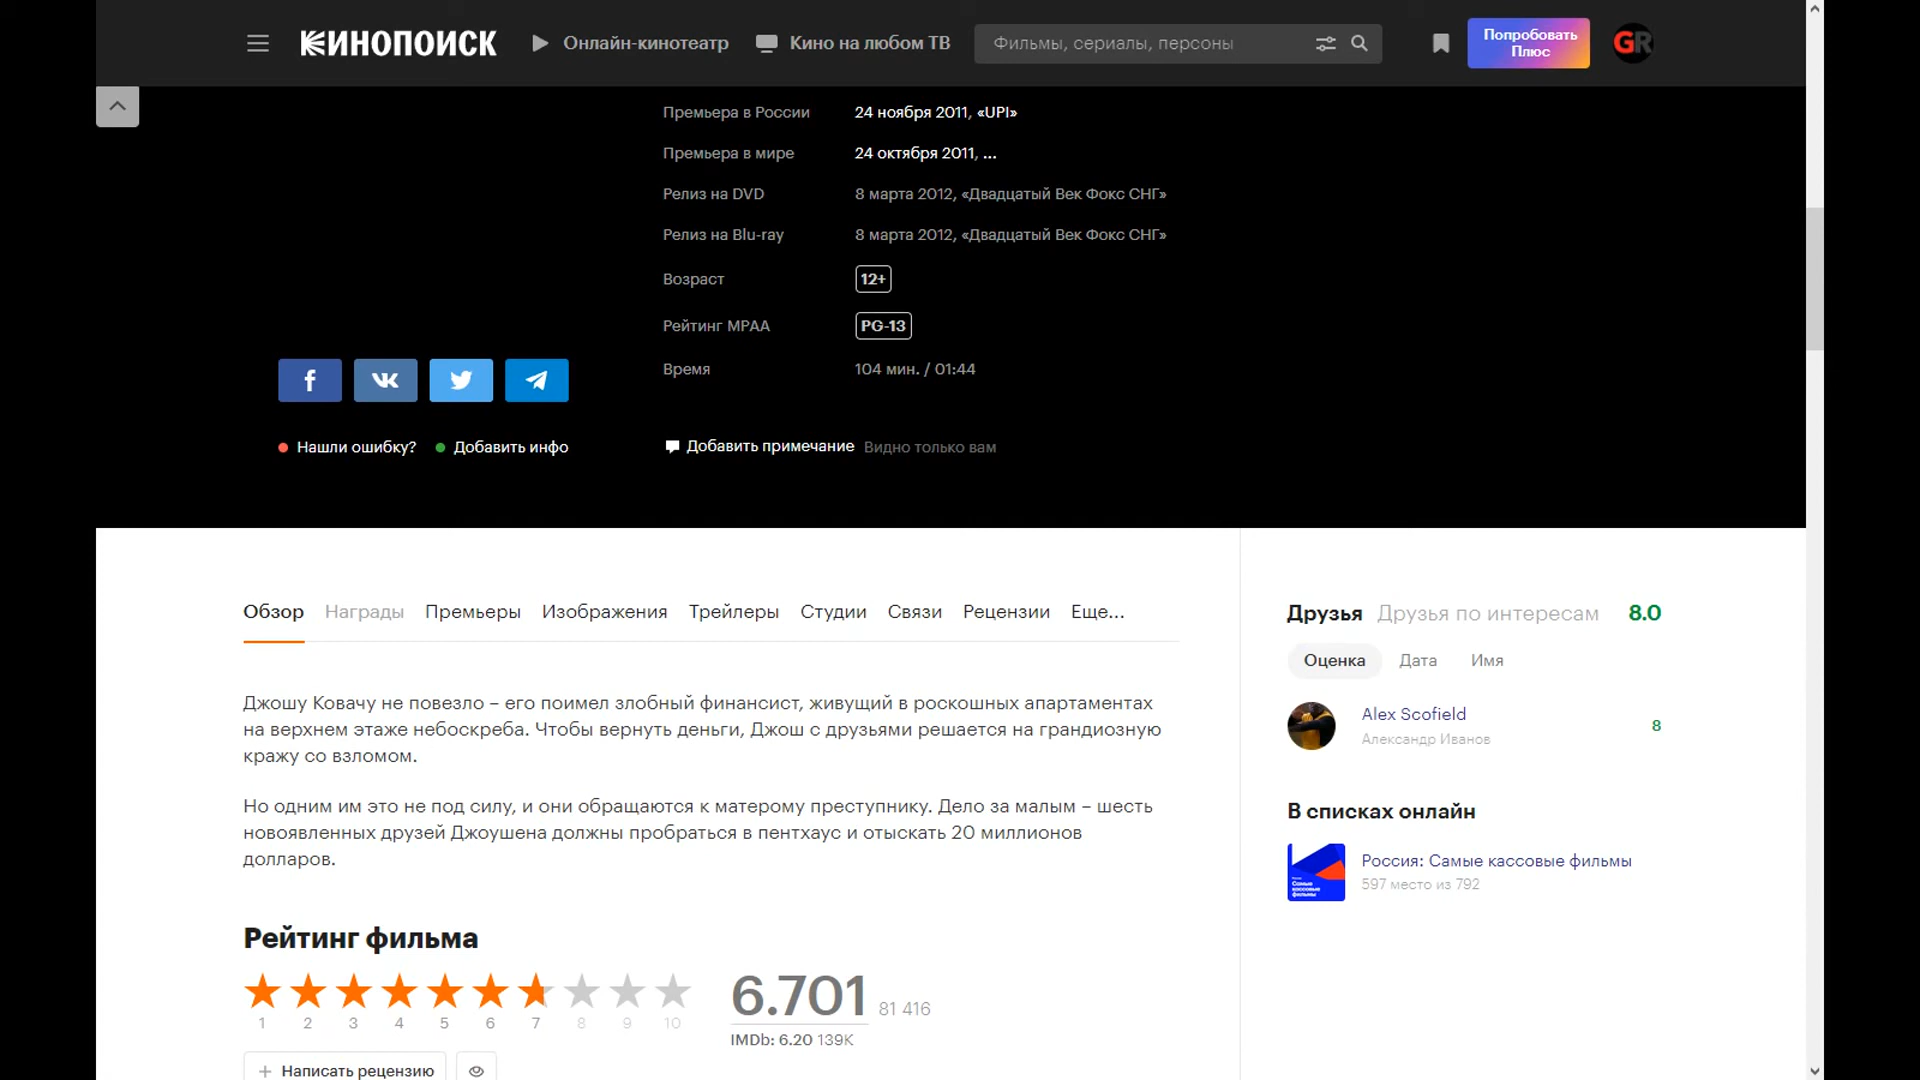 КИНОПОИСК
Онлайн-кинотеатр
Кино на любом ТВ
Фильмы, сериалы, персоны
Попробовать
Плюс
GR
Премьера в России 24 ноября 2011, «UPI»
Премьера в мире 24 октября 2011, ...
Релиз на DVD 8 марта 2012, «Двадцатый Век Фокс СНГ»
Релиз на Blu-ray 8 марта 2012, «Двадцатый Век Фокс СНГ»
Возраст 12+
Рейтинг MPAA PG-13
Время 104 мин. / 01:44
Нашли ошибку? Добавить инфо
Добавить примечание Видно только вам
Обзор Награды Премьеры Изображения Трейлеры Студии Связи Рецензии Еще...
Джошу Ковачу не повезло – его поимел злобный финансист, живущий в роскошных апартаментах
на верхнем этаже небоскреба. Чтобы вернуть деньги, Джош с друзьями решается на грандиозную
кражу со взломом.
Но одним им это не под силу, и они обращаются к матерому преступнику. Дело за малым – шесть
новоявленных друзей Джоушена должны пробраться в пентхаус и отыскать 20 миллионов
долларов.
Рейтинг фильма
1 2 3 4 5 6 7 8 9 10
6.701 81 416
IMDb: 6.20 139K
Написать рецензию
Друзья Друзья по интересам 8.0
Оценка Дата Имя
Alex Scofield
Александр Иванов
8
В списках онлайн
Самые
кассовые
фильмы
Россия: Самые кассовые фильмы
597 место из 792